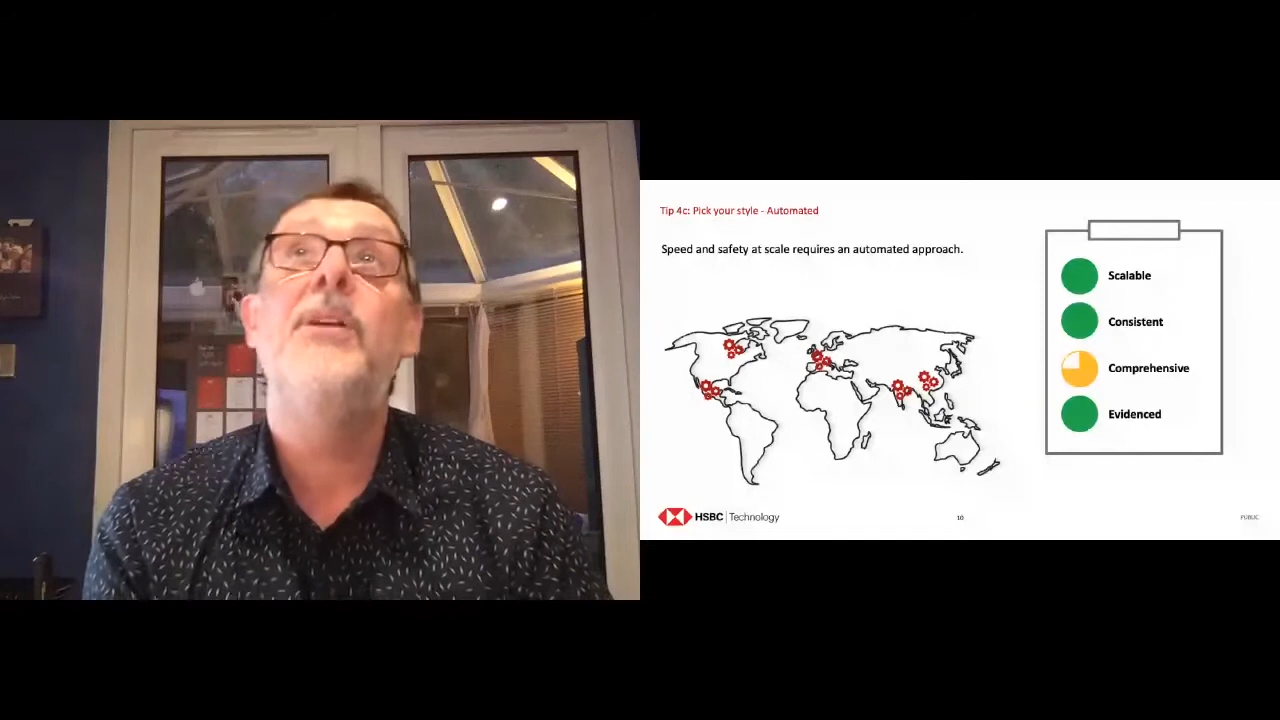 Tip 4c: Pick your style - Automated
Speed and safety at scale requires an automated approach.
Scalable
Consistent
Comprehensive
Evidenced
HSBC | Technology
10
PUBLIC